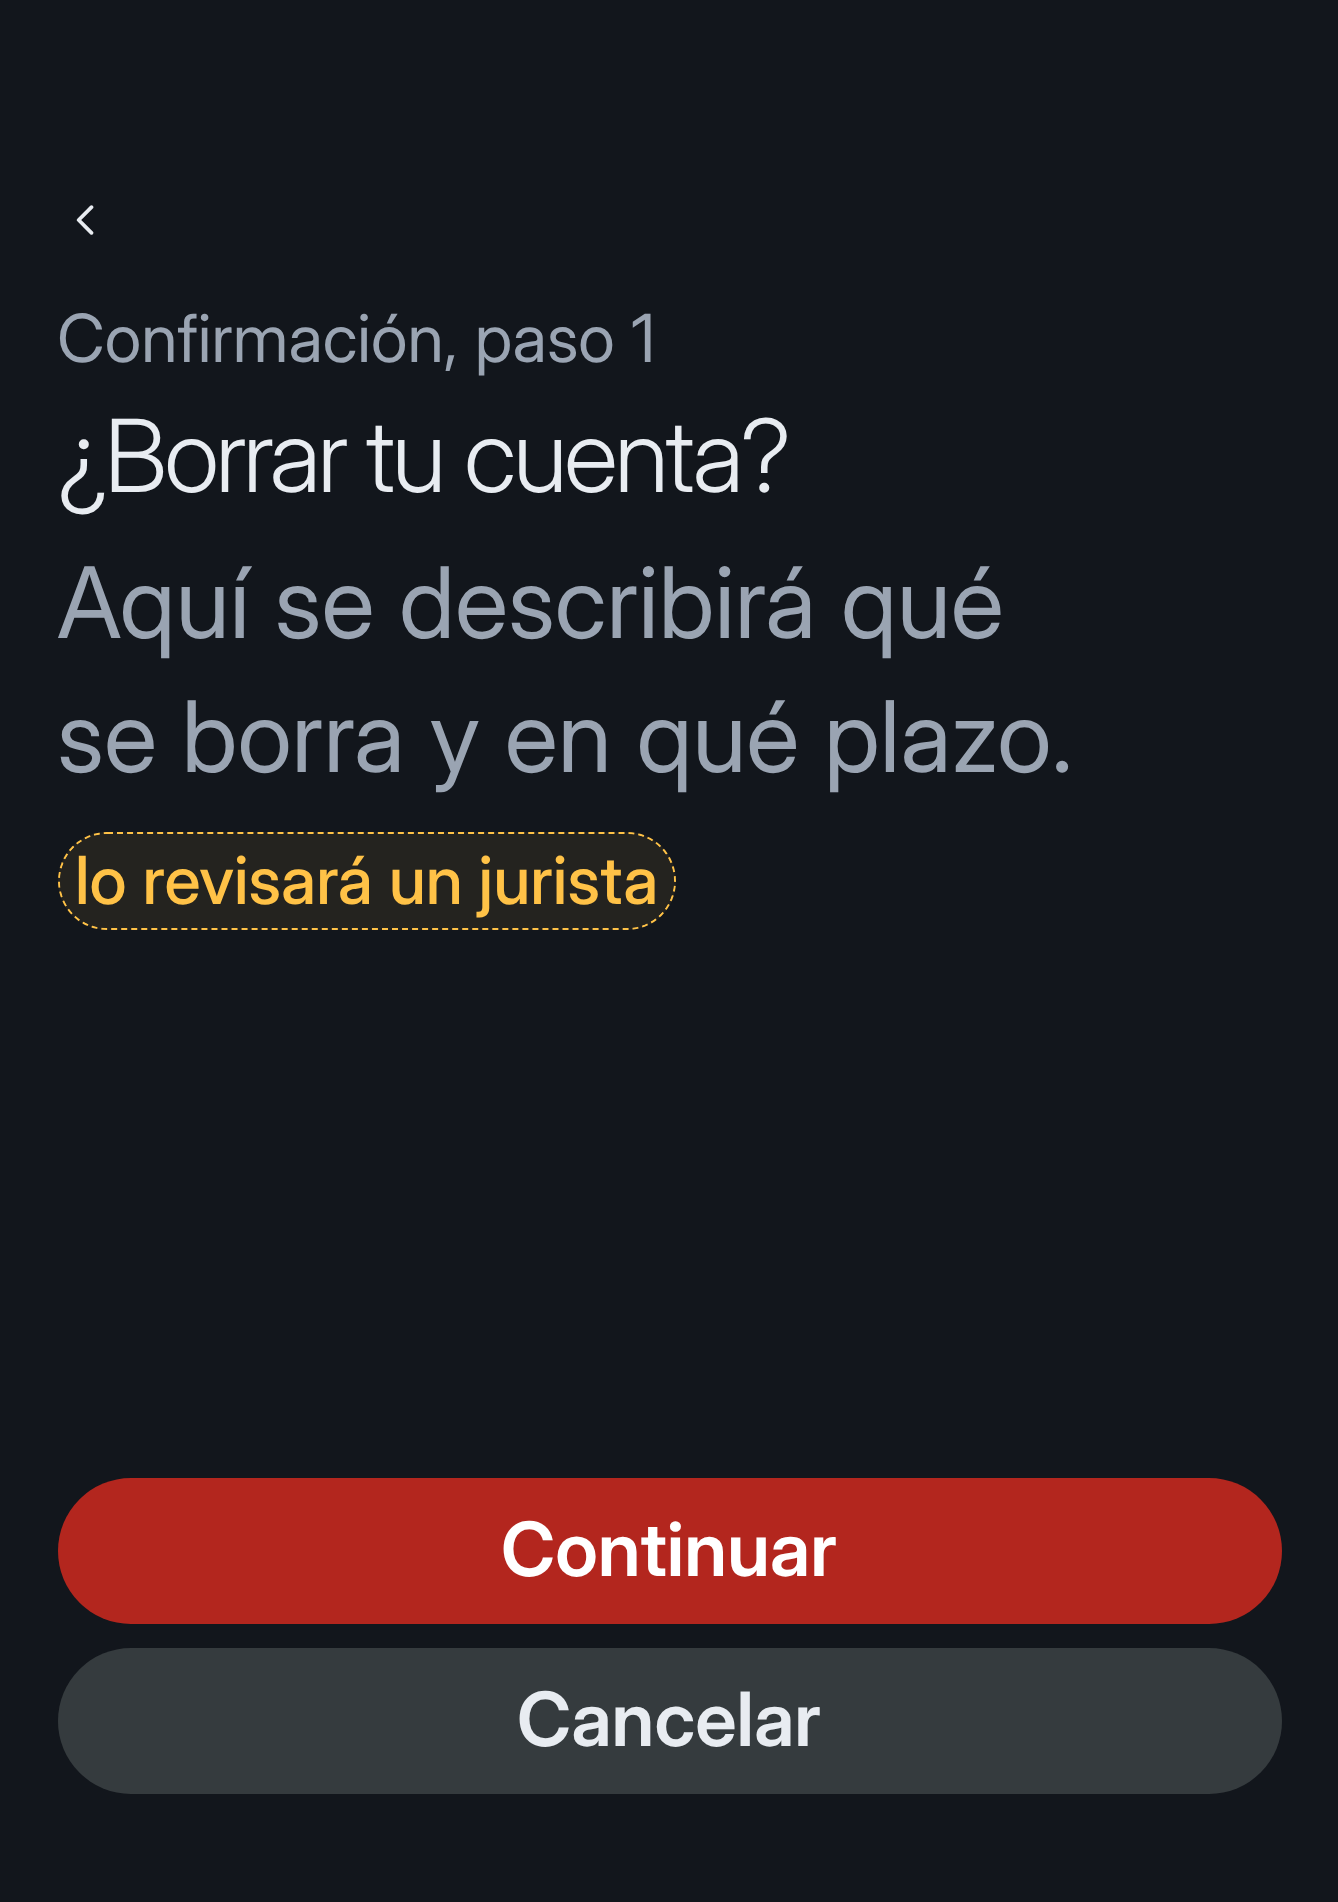 Confirmación, paso 1
¿Borrar tu cuenta?
Aquí se describirá qué
se borra y en qué plazo.
lo revisará un jurista
Continuar
Cancelar